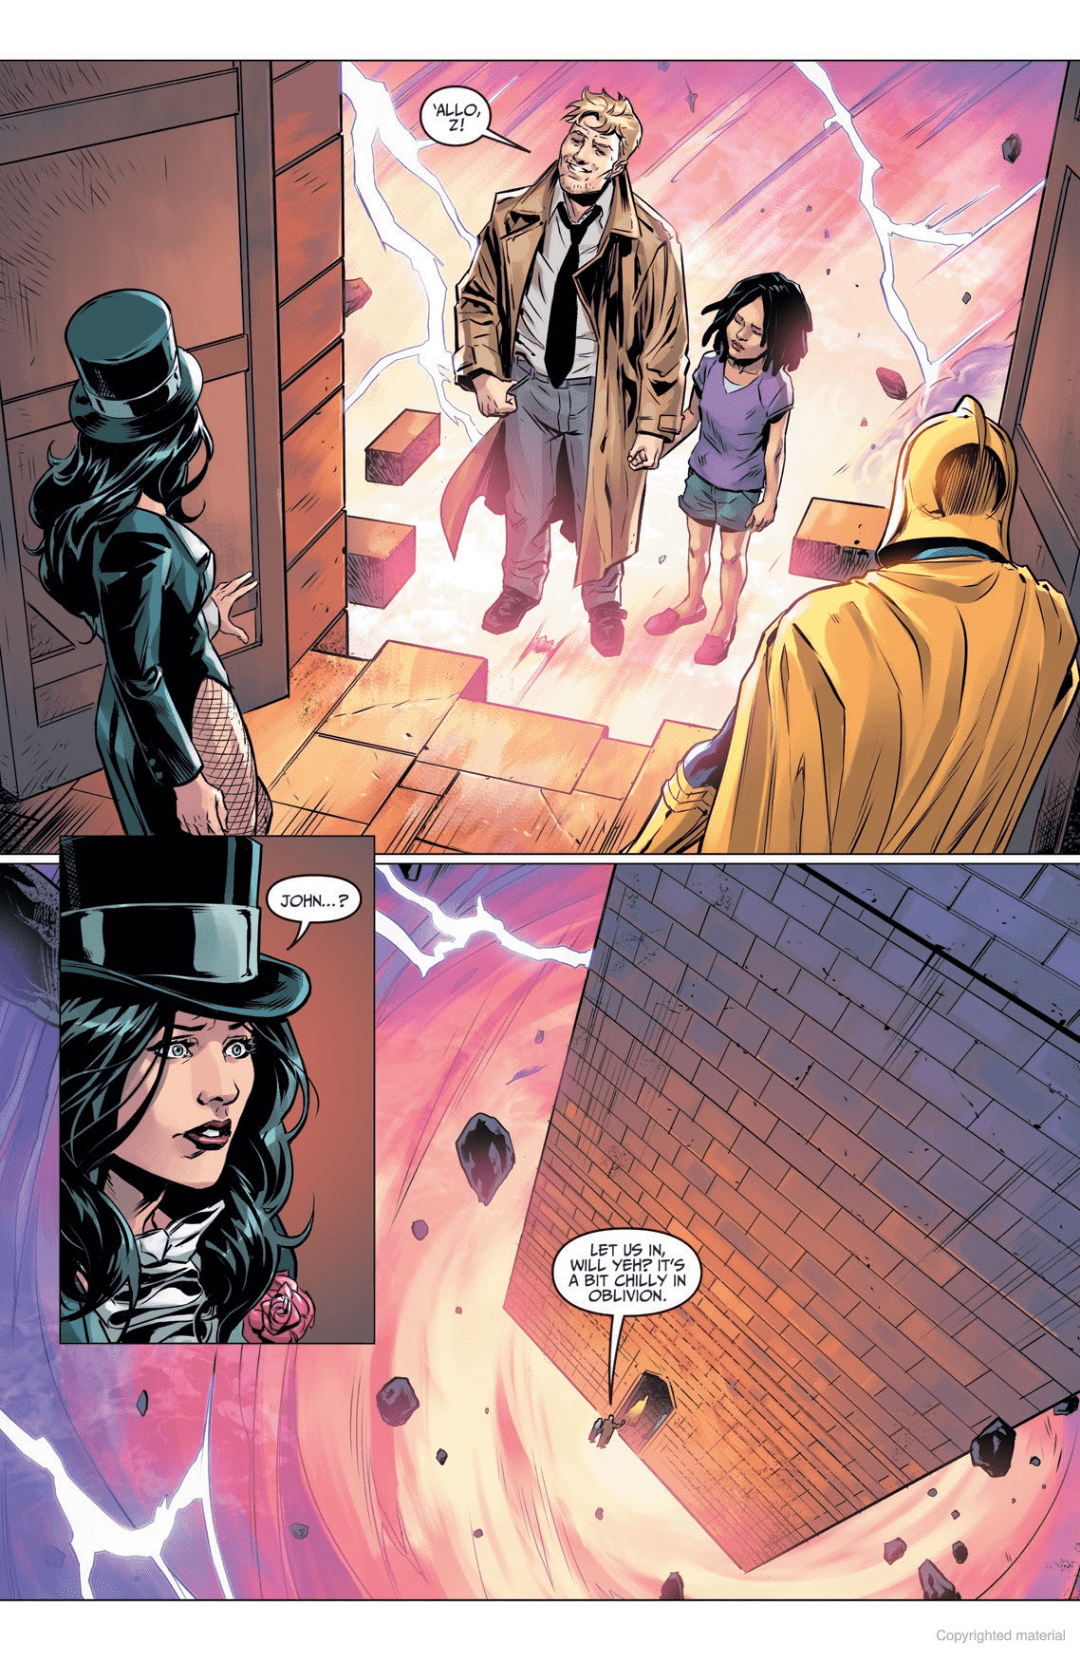 'ALLO,
Z!
JOHN...?
LET US IN,
WILL YEH? IT'S
A BIT CHILLY IN
OBLIVION.
Copyrighted material